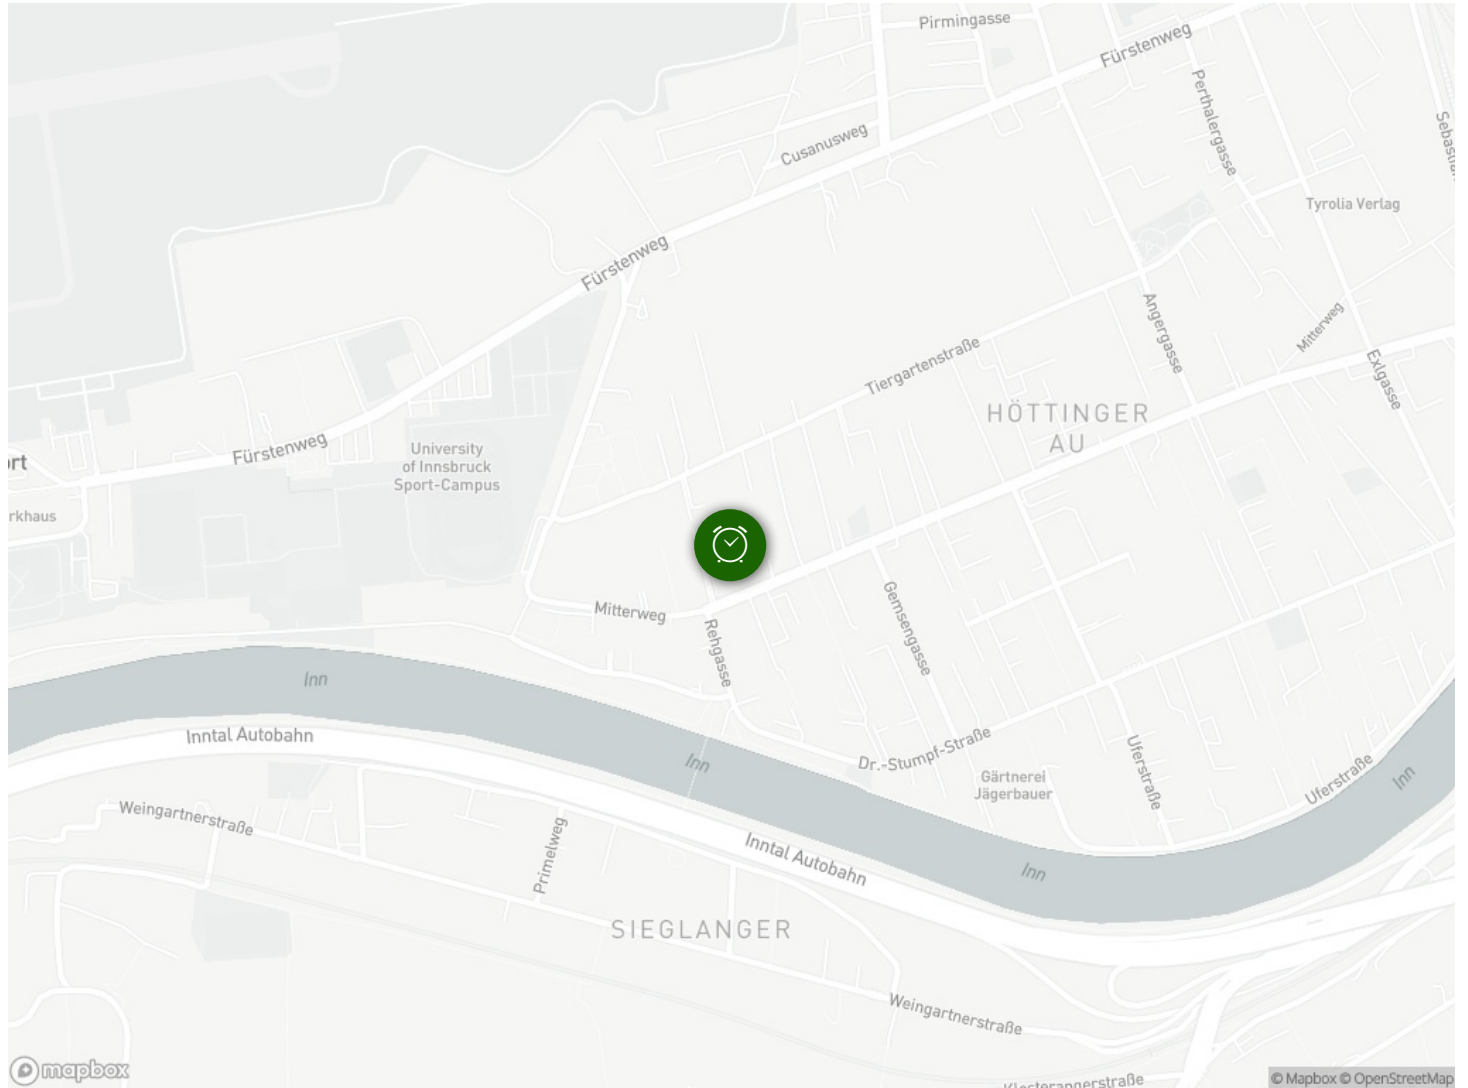 Pirmingasse
Fürstenweg
Perthalergasse
Cusanusweg
Tyrolia Verlag
Fürstenweg
Angergasse
Mitterweg
Tiergartenstraße
Exlgasse
HÖTTINGER
AU
Fürstenweg
University
of Innsbruck
Sport-Campus
Mitterweg
Rehgasse
Gemsengasse
Inn
Inntal Autobahn
Inn
Dr.-Stumpf-Straße
Uferstraße
Gärtnerei
Jägerbauer
Uferstraße
Inn
Weingartnerstraße
Primelweg
Inntal Autobahn
Inn
SIEGLANGER
Weingartnerstraße
mapbox
© Mapbox © OpenStreetMap